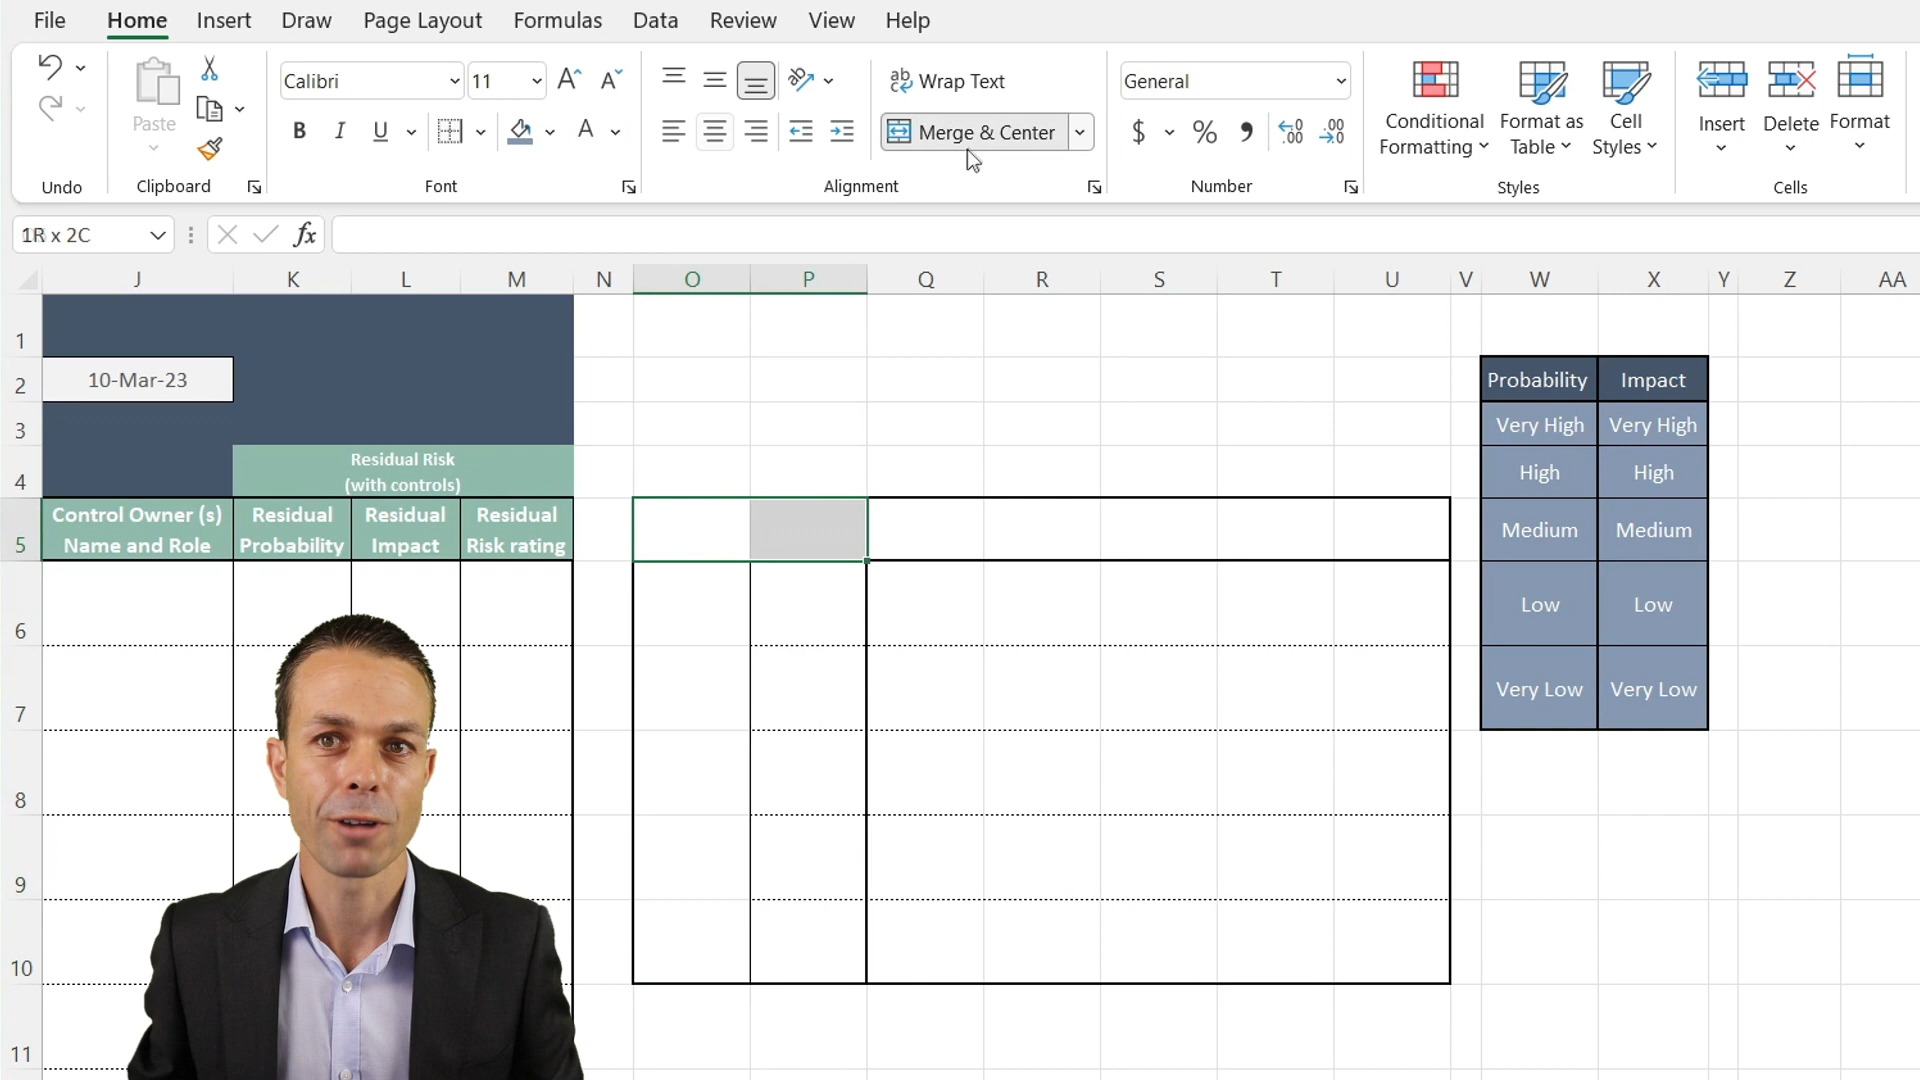 File Home Insert Draw Page Layout Formulas Data Review View Help
Calibri 11 Wrap Text General
Paste Merge & Center $ % Conditional Formatting Format as Table Cell Styles Insert Delete Format
Undo Clipboard Font Alignment Number Styles Cells
1R x 2C fx
J K L M N O P Q R S T U V W X Y Z AA
1
2 10-Mar-23 Probability Impact
3 Very High Very High
Residual Risk
4 (with controls) High High
Control Owner (s) Residual Residual Residual
5 Name and Role Probability Impact Risk rating Medium Medium
6 Low Low
7 Very Low Very Low
8
9
10
11